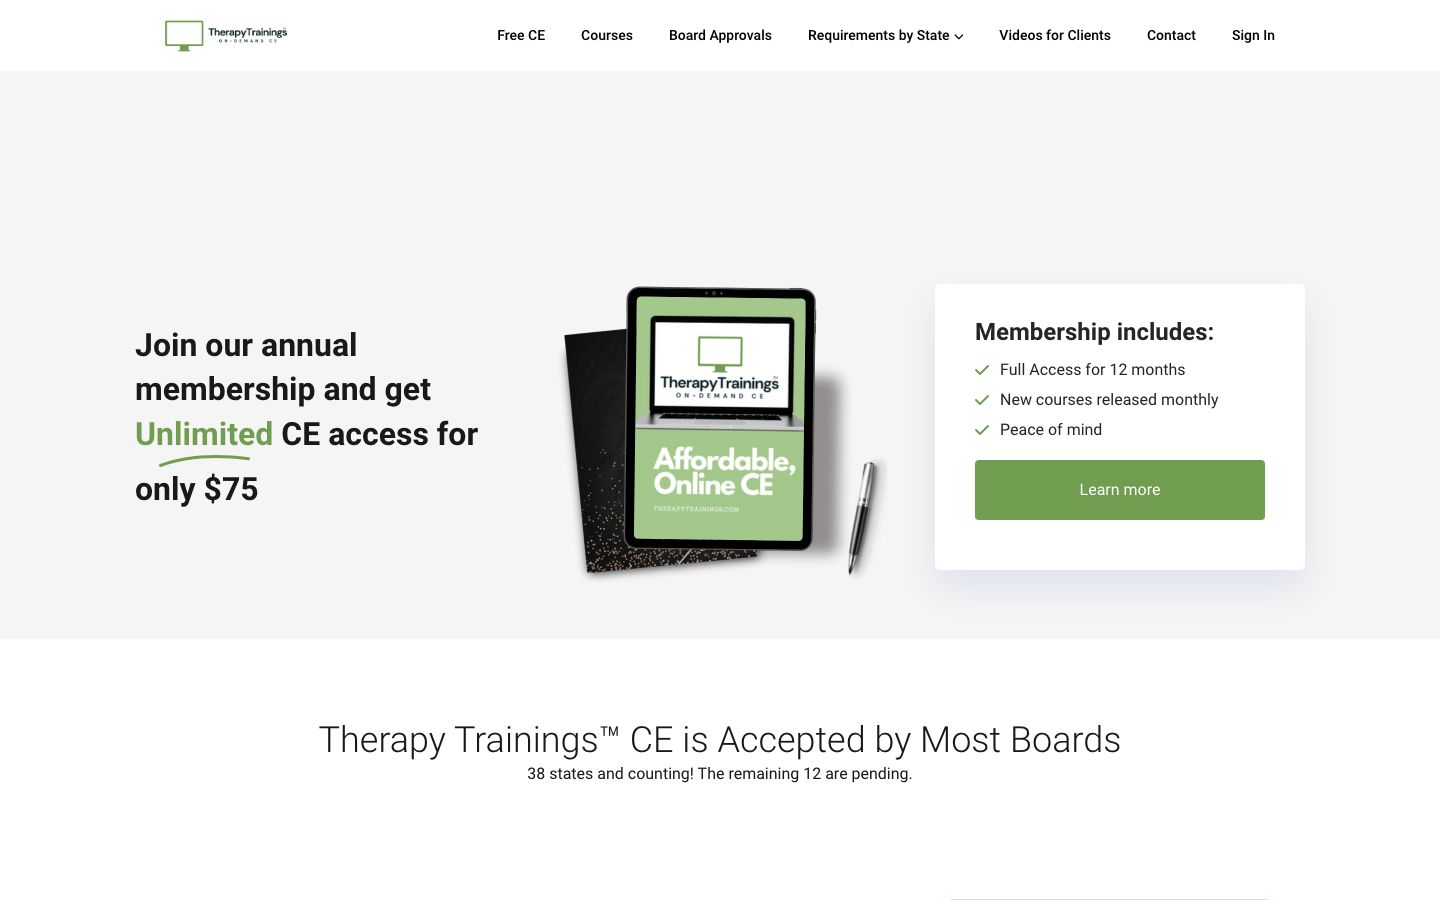 TherapyTrainings
ON-DEMAND CE
Free CE
Courses
Board Approvals
Requirements by State
Videos for Clients
Contact
Sign In
Join our annual
membership and get
Unlimited CE access for
only $75
TherapyTrainings™
ON-DEMAND CE
Affordable,
Online CE
THERAPYTRAININGS.COM
Membership includes:
Full Access for 12 months
New courses released monthly
Peace of mind
Learn more
Therapy Trainings™ CE is Accepted by Most Boards
38 states and counting! The remaining 12 are pending.